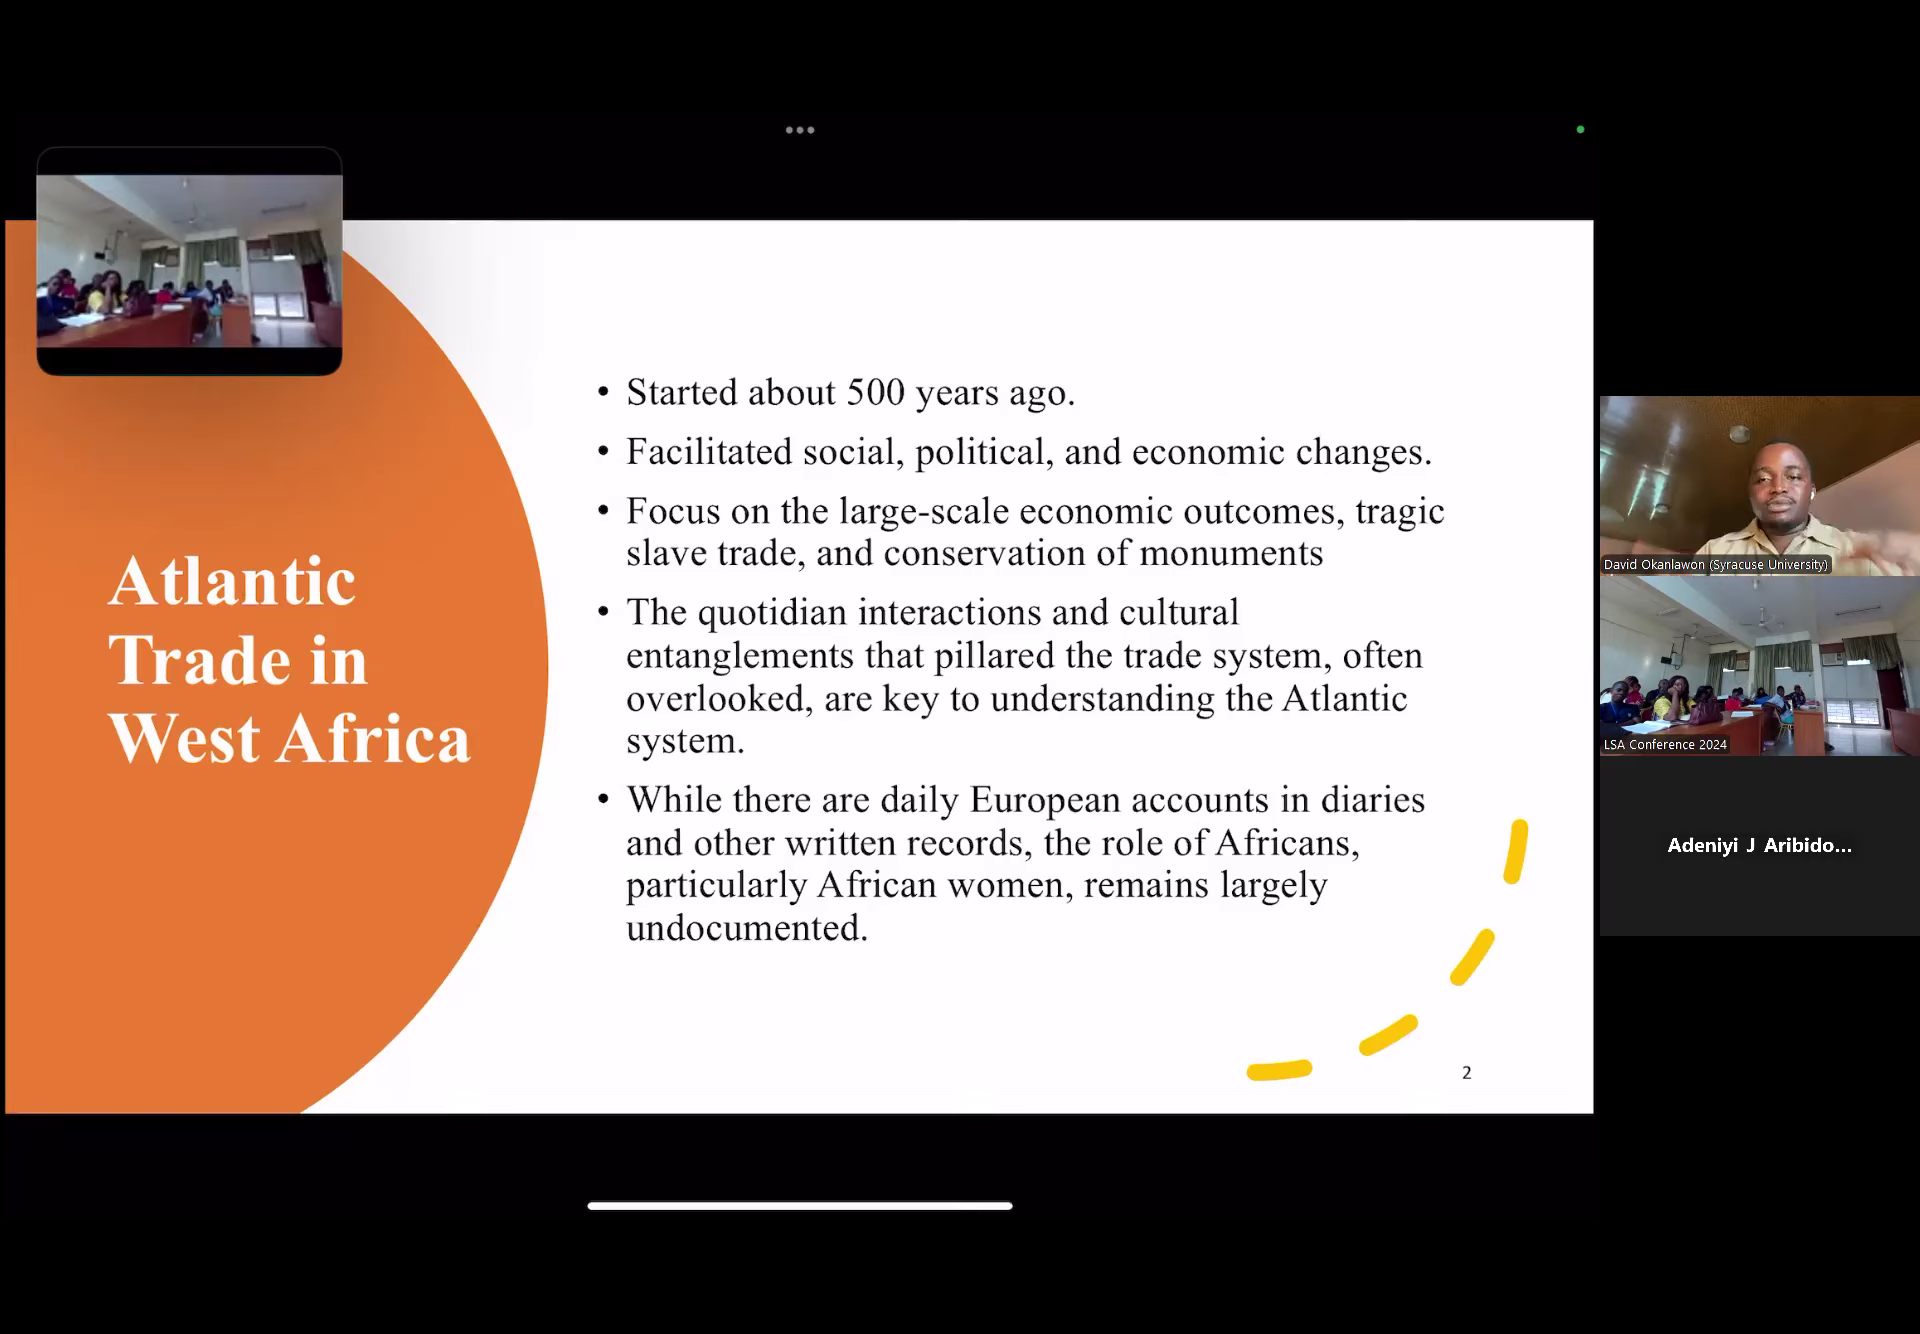 Atlantic
Trade in
West Africa
• Started about 500 years ago.
• Facilitated social, political, and economic changes.
• Focus on the large-scale economic outcomes, tragic
slave trade, and conservation of monuments
• The quotidian interactions and cultural
entanglements that pillared the trade system, often
overlooked, are key to understanding the Atlantic
system.
• While there are daily European accounts in diaries
and other written records, the role of Africans,
particularly African women, remains largely
undocumented.
2
David Okanlawon (Syracuse University)
LSA Conference 2024
Adeniyi J Aribido...